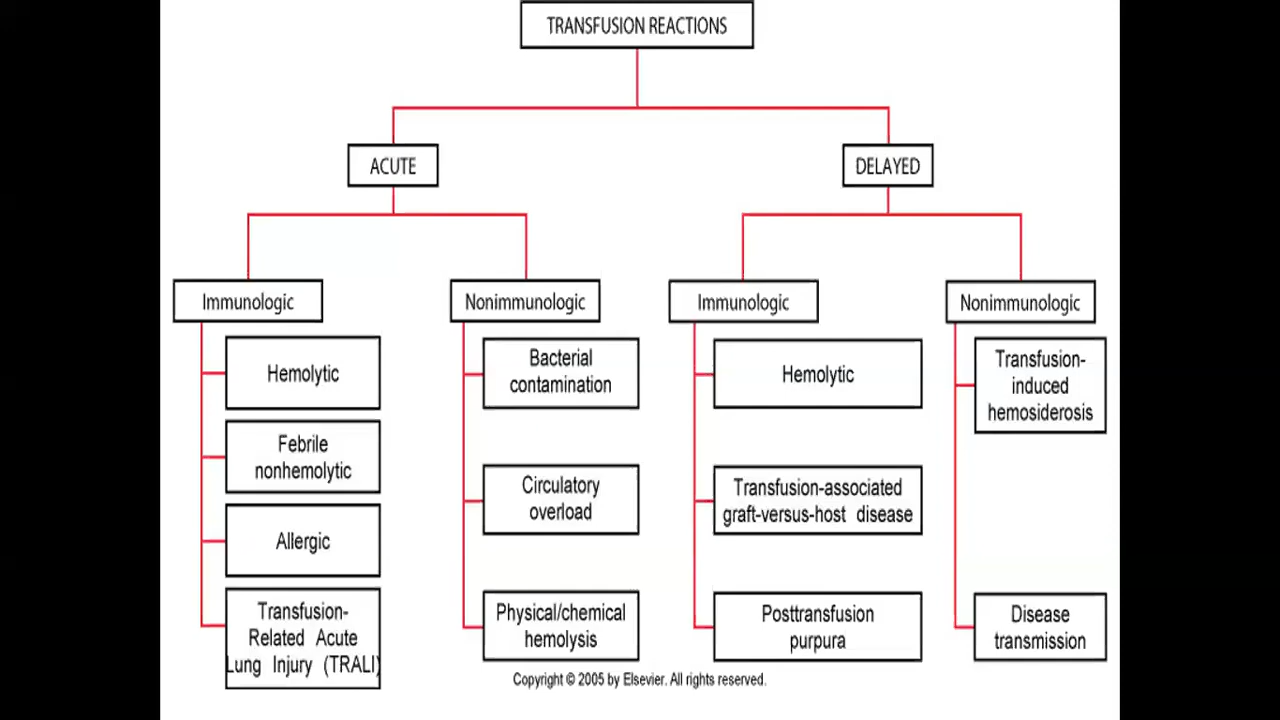 TRANSFUSION REACTIONS
ACUTE
DELAYED
Immunologic
Nonimmunologic
Immunologic
Nonimmunologic
Hemolytic
Febrile
nonhemolytic
Allergic
Transfusion-
Related Acute
Lung Injury (TRALI)
Bacterial
contamination
Circulatory
overload
Physical/chemical
hemolysis
Hemolytic
Transfusion-associated
graft-versus-host disease
Posttransfusion
purpura
Transfusion-
induced
hemosiderosis
Disease
transmission
Copyright © 2005 by Elsevier. All rights reserved.